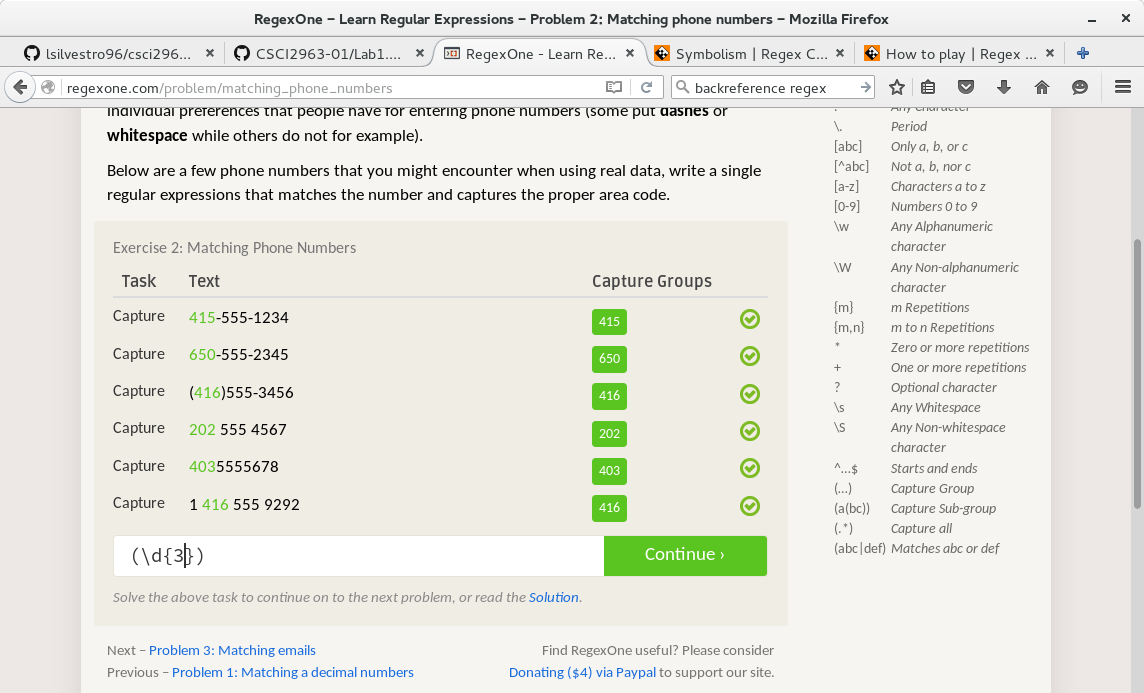 RegexOne – Learn Regular Expressions – Problem 2: Matching phone numbers – Mozilla Firefox
lsilvestro96/csci296... × CSCI2963-01/Lab1.... × RegexOne - Learn Re... × Symbolism | Regex C... × How to play | Regex ... ×
regexone.com/problem/matching_phone_numbers backreference regex
individual preferences that people have for entering phone numbers (some put dashes or
whitespace while others do not for example).
Below are a few phone numbers that you might encounter when using real data, write a single
regular expressions that matches the number and captures the proper area code.
Exercise 2: Matching Phone Numbers
Task Text Capture Groups
Capture 415-555-1234 415
Capture 650-555-2345 650
Capture (416)555-3456 416
Capture 202 555 4567 202
Capture 4035555678 403
Capture 1 416 555 9292 416
(\d{3}) Continue ›
Solve the above task to continue on to the next problem, or read the Solution.
Next – Problem 3: Matching emails
Previous – Problem 1: Matching a decimal numbers
Find RegexOne useful? Please consider
Donating ($4) via Paypal to support our site.
. Any Character
\. Period
[abc] Only a, b, or c
[^abc] Not a, b, nor c
[a-z] Characters a to z
[0-9] Numbers 0 to 9
\w Any Alphanumeric
character
\W Any Non-alphanumeric
character
{m} m Repetitions
{m,n} m to n Repetitions
* Zero or more repetitions
+ One or more repetitions
? Optional character
\s Any Whitespace
\S Any Non-whitespace
character
^…$ Starts and ends
(…) Capture Group
(a(bc)) Capture Sub-group
(.*) Capture all
(abc|def) Matches abc or def